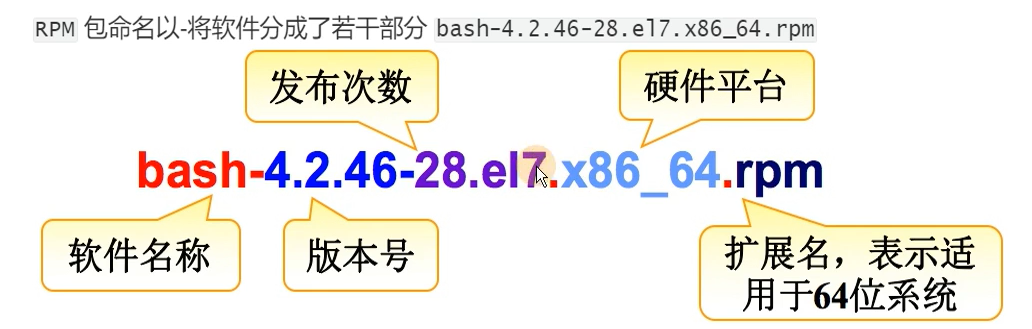 RPM 包命名以-将软件分成了若干部分 bash-4.2.46-28.el7.x86_64.rpm
发布次数
硬件平台
bash-4.2.46-28.el7.x86_64.rpm
软件名称
版本号
扩展名，表示适
用于64位系统